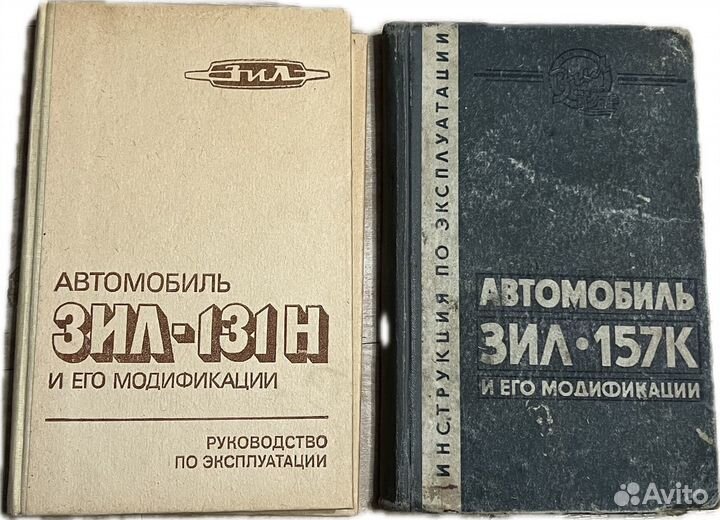 ЗиЛ
АВТОМОБИЛЬ
ЗИЛ-131Н
И ЕГО МОДИФИКАЦИИ
РУКОВОДСТВО
ПО ЭКСПЛУАТАЦИИ
ИНСТРУКЦИЯ ПО ЭКСПЛУАТАЦИИ
АВТОМОБИЛЬ
ЗИЛ·157К
И ЕГО МОДИФИКАЦИИ
Avito